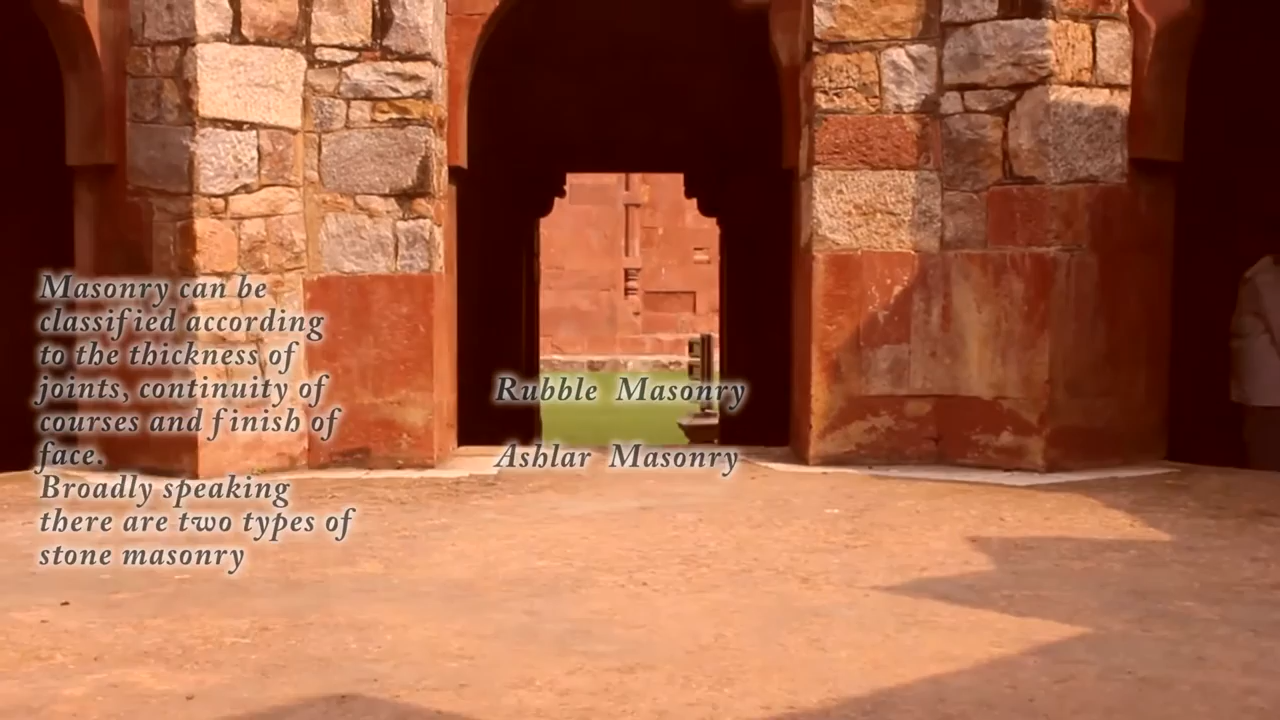 Masonry can be
classified according
to the thickness of
joints, continuity of
courses and finish of
face.
Broadly speaking
there are two types of
stone masonry
Rubble Masonry
Ashlar Masonry